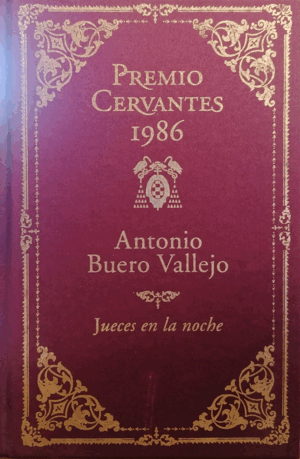 PREMIO
CERVANTES
1986
Antonio
Buero Vallejo
Jueces en la noche